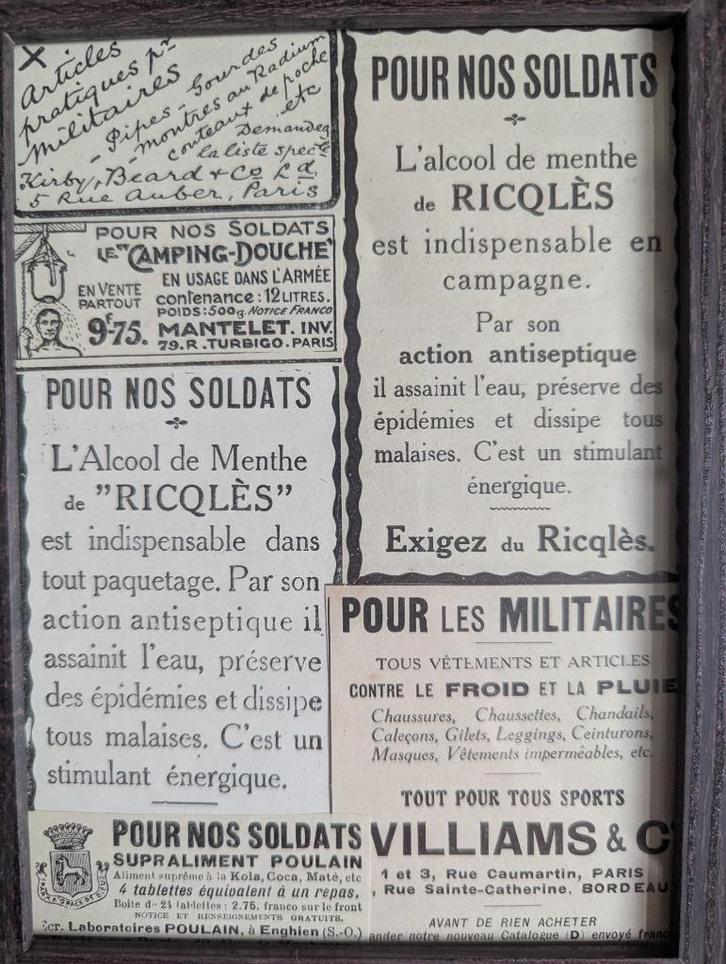 Articles
pratiques pr
militaires
- Pipes - Gourdes
- montres au Radium
couteaux de poche
etc
Demandez
la liste specle
Kirby, Beard & Co Ld
5 Rue Auber, Paris
POUR NOS SOLDATS
LE "CAMPING-DOUCHE"
EN USAGE DANS L'ARMÉE
EN VENTE
PARTOUT
contenance : 12 LITRES.
POIDS : 500g. NOTICE FRANCO
9f.75. MANTELET. INV.
79. R. TURBIGO. PARIS
POUR NOS SOLDATS
L'Alcool de Menthe
de "RICQLÈS"
est indispensable dans
tout paquetage. Par son
action antiseptique il
assainit l'eau, préserve
des épidémies et dissipe
tous malaises. C'est un
stimulant énergique.
POUR NOS SOLDATS
SUPRALIMENT POULAIN
Aliment suprême à la Kola, Coca, Maté, etc
4 tablettes équivalent à un repas.
Boîte de 24 tablettes : 2.75, franco sur le front
NOTICE ET RENSEIGNEMENTS GRATUITS.
Écr. Laboratoires POULAIN, à Enghien (S.-O.)
POUR NOS SOLDATS
L'alcool de menthe
de RICQLÈS
est indispensable en
campagne.
Par son
action antiseptique
il assainit l'eau, préserve des
épidémies et dissipe tous
malaises. C'est un stimulant
énergique.
Exigez du Ricqlès.
POUR LES MILITAIRES
TOUS VÊTEMENTS ET ARTICLES
CONTRE LE FROID ET LA PLUIE
Chaussures, Chaussettes, Chandails,
Caleçons, Gilets, Leggings, Ceinturons,
Masques, Vêtements imperméables, etc.
TOUT POUR TOUS SPORTS
VILLIAMS & C
1 et 3, Rue Caumartin, PARIS
, Rue Sainte-Catherine, BORDEAU
AVANT DE RIEN ACHETER
ander notre nouveau Catalogue (D) envoyé franc